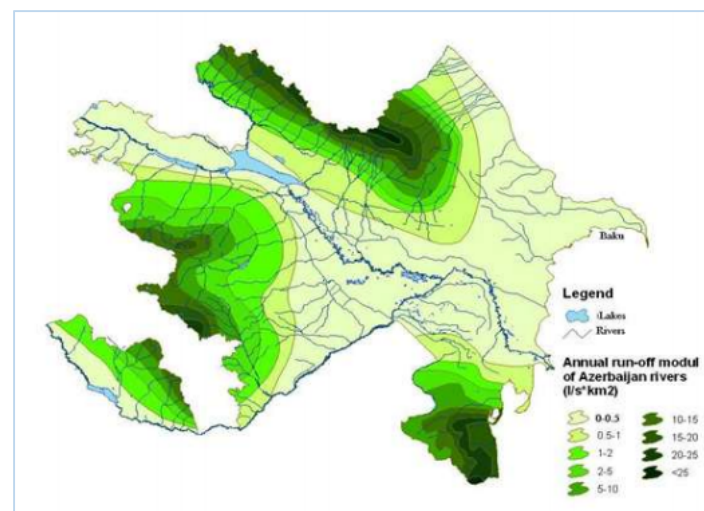 Baku
Legend
Lakes
Rivers
Annual run-off modul
of Azerbaijan rivers
(l/s*km2)
0-0.5
0.5-1
1-2
2-5
5-10
10-15
15-20
20-25
<25